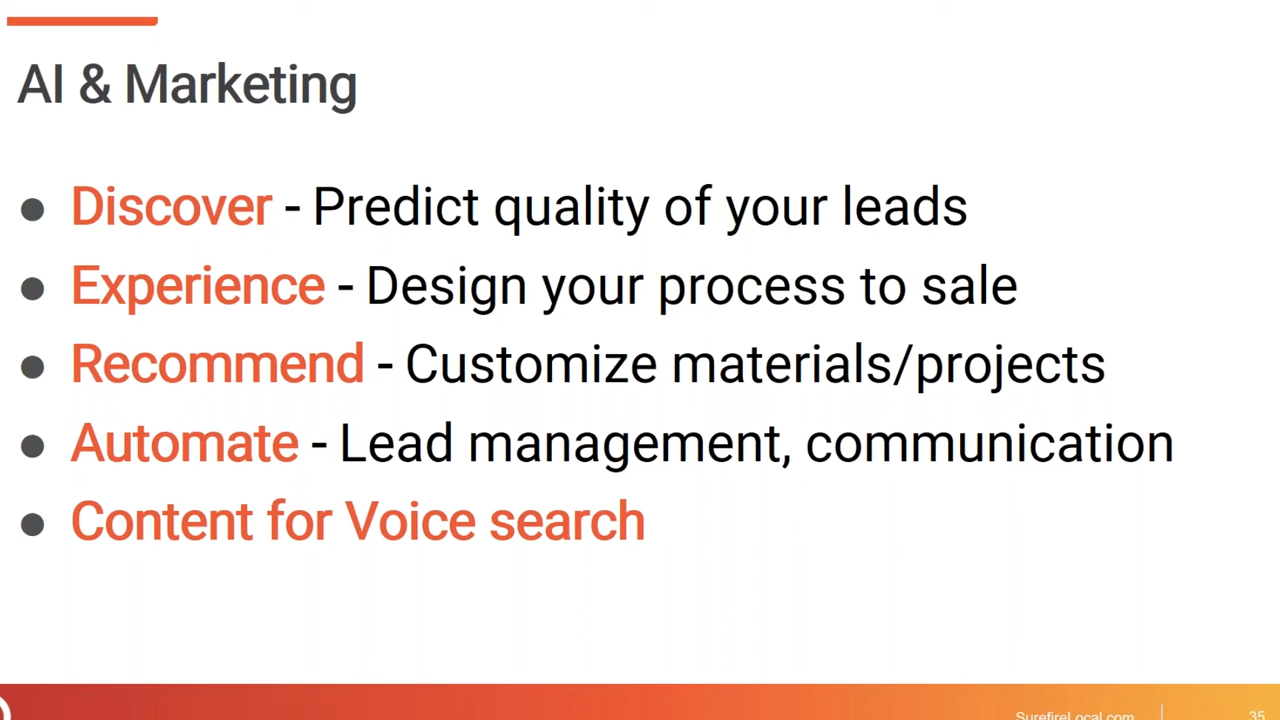 AI & Marketing
● Discover - Predict quality of your leads
● Experience - Design your process to sale
● Recommend - Customize materials/projects
● Automate - Lead management, communication
● Content for Voice search
SurefireLocal.com | 35